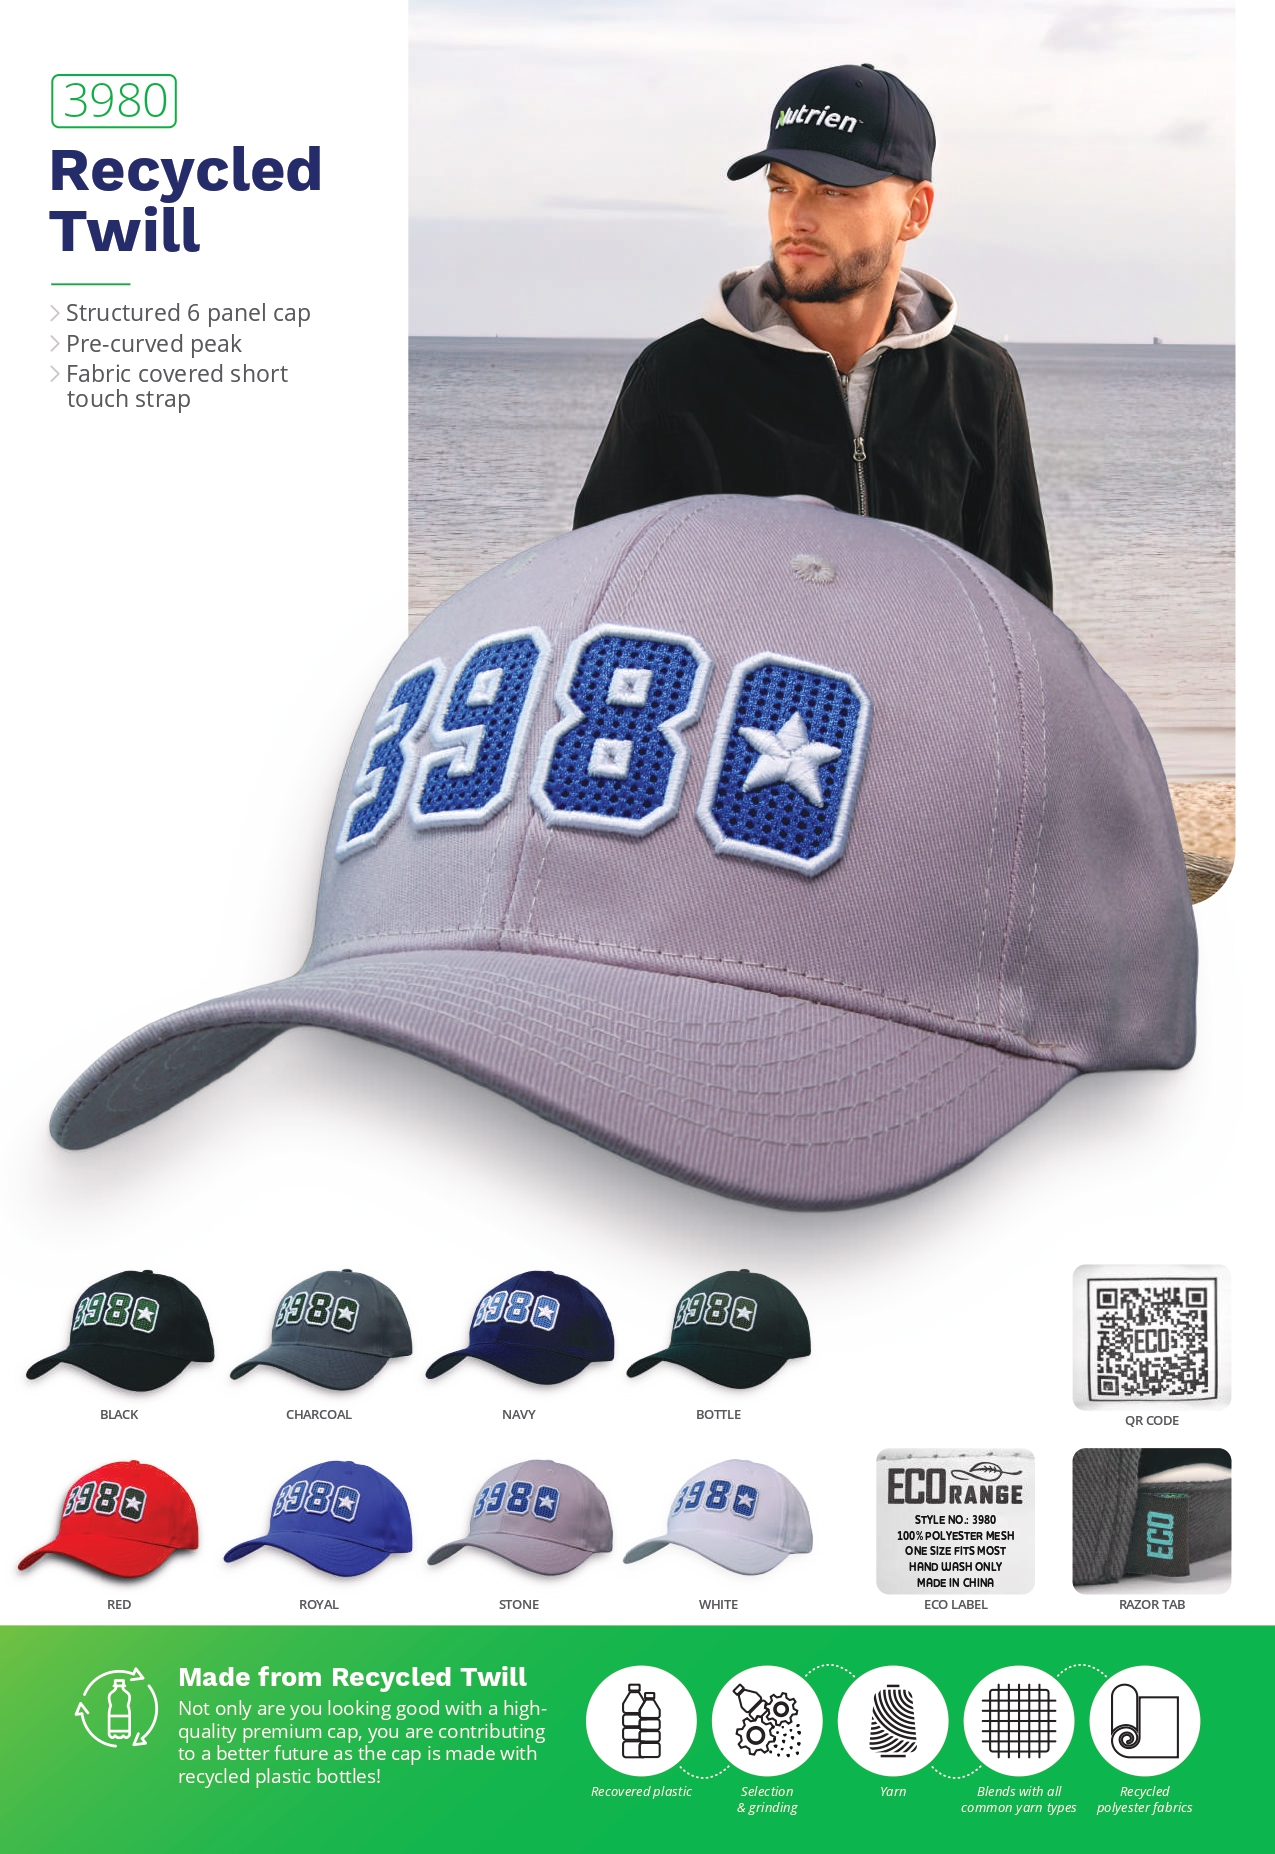 3980
Recycled
Twill
Structured 6 panel cap
Pre-curved peak
Fabric covered short
touch strap
Nutrien
3980
3980
3980
3980
3980
BLACK
CHARCOAL
NAVY
BOTTLE
ECO
QR CODE
3980
3980
3980
3980
RED
ROYAL
STONE
WHITE
ECO RANGE
STYLE NO.: 3980
100% POLYESTER MESH
ONE SIZE FITS MOST
HAND WASH ONLY
MADE IN CHINA
ECO LABEL
ECO
RAZOR TAB
Made from Recycled Twill
Not only are you looking good with a high-
quality premium cap, you are contributing
to a better future as the cap is made with
recycled plastic bottles!
Recovered plastic
Selection
& grinding
Yarn
Blends with all
common yarn types
Recycled
polyester fabrics